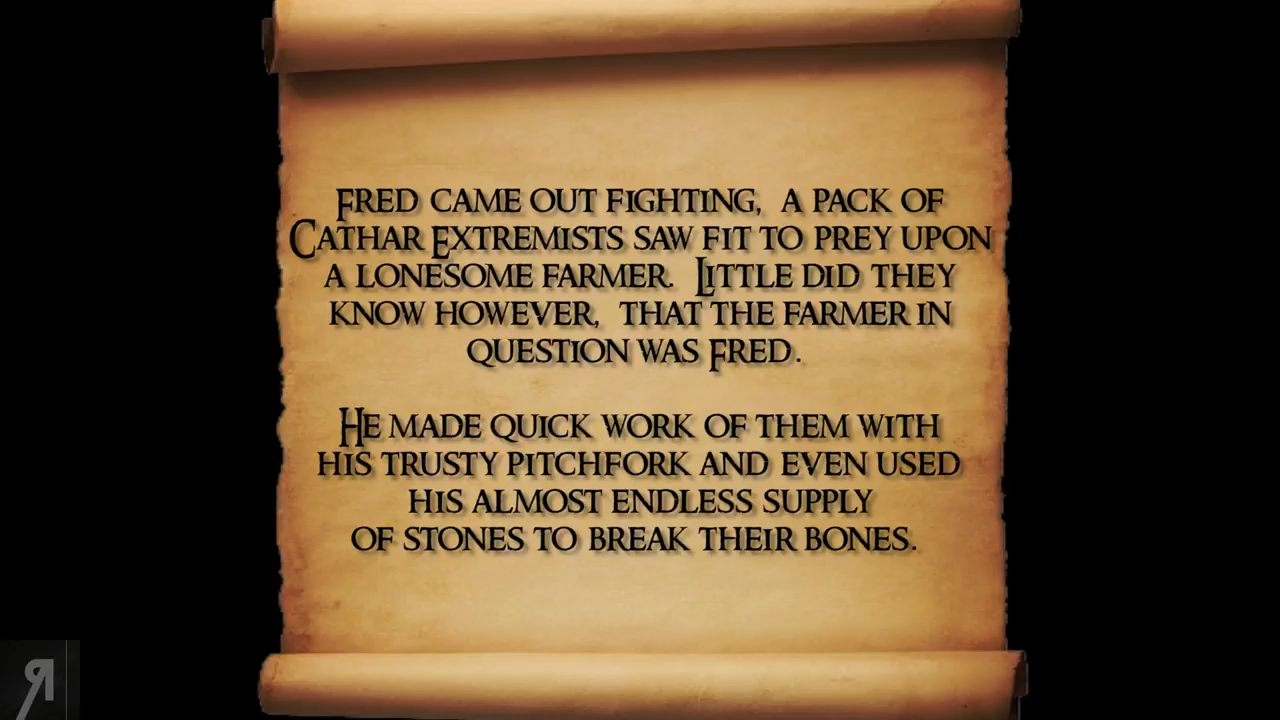 Fred came out fighting, a pack of
Cathar Extremists saw fit to prey upon
a lonesome farmer. Little did they
know however, that the farmer in
question was Fred.
He made quick work of them with
his trusty pitchfork and even used
his almost endless supply
of stones to break their bones.